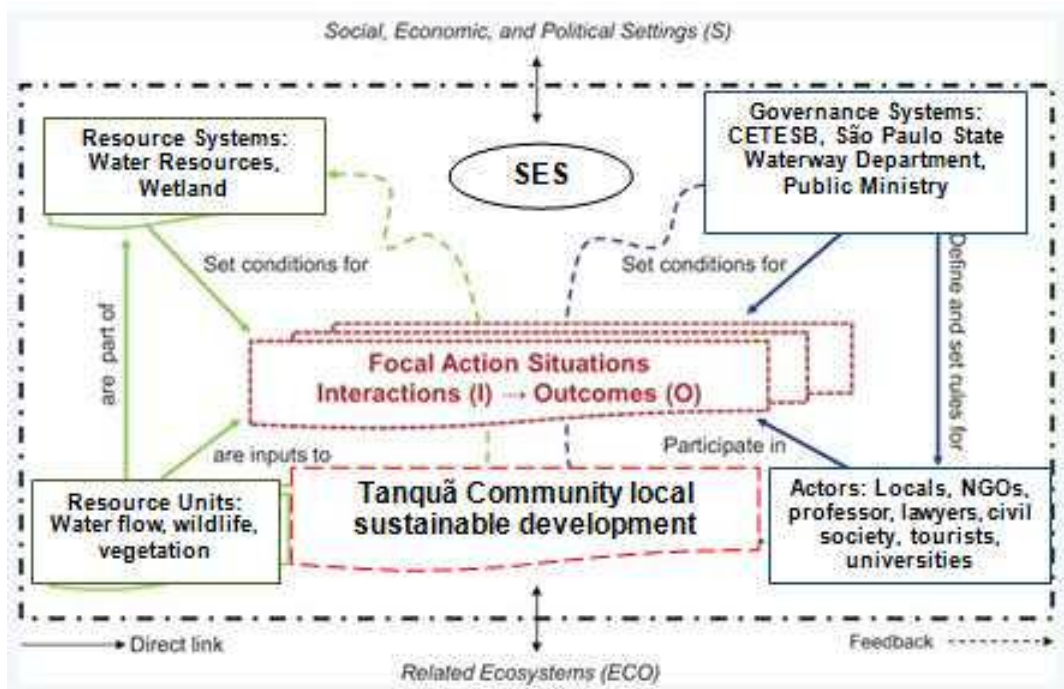 Social, Economic, and Political Settings (S)
Resource Systems:
Water Resources,
Wetland
SES
Governance Systems:
CETESB, São Paulo State
Waterway Department,
Public Ministry
Set conditions for
Set conditions for
are part of
Define and set rules for
Focal Action Situations
Interactions (I) → Outcomes (O)
are inputs to
Participate in
Resource Units:
Water flow, wildlife,
vegetation
Tanquã Community local
sustainable development
Actors: Locals, NGOs,
professor, lawyers, civil
society, tourists,
universities
Direct link
Feedback
Related Ecosystems (ECO)